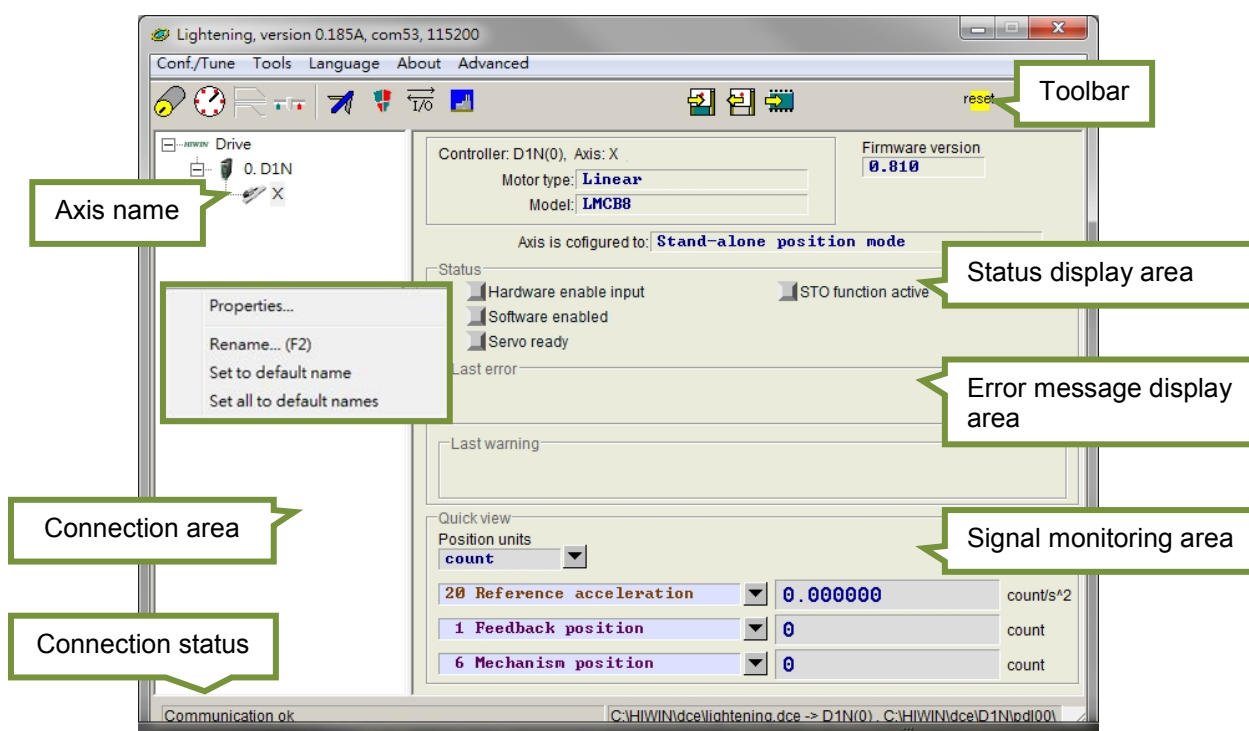 Lightening, version 0.185A, com53, 115200
Conf./Tune Tools Language About Advanced
I/O
reset
Toolbar
HIWIN Drive
0. D1N
X
Axis name
Controller: D1N(0), Axis: X
Motor type: Linear
Model: LMCB8
Firmware version
0.810
Axis is cofigured to: Stand-alone position mode
Status
Hardware enable input
STO function active
Software enabled
Servo ready
Status display area
Properties...
Rename... (F2)
Set to default name
Set all to default names
Last error
Error message display
area
Last warning
Connection area
Quick view
Position units
count
Signal monitoring area
20 Reference acceleration 0.000000 count/s^2
1 Feedback position 0 count
6 Mechanism position 0 count
Connection status
Communication ok
C:\HIWIN\dce\lightening.dce -> D1N(0) , C:\HIWIN\dce\D1N\pdl00\